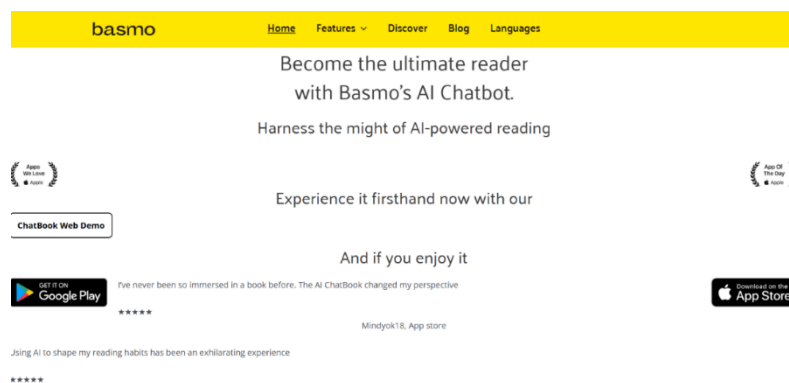 basmo
Home Features Discover Blog Languages
Become the ultimate reader
with Basmo's AI Chatbot.
Harness the might of AI-powered reading
Apps
We Love
Apple
App Of
The Day
Apple
Experience it firsthand now with our
ChatBook Web Demo
And if you enjoy it
GET IT ON
Google Play
I've never been so immersed in a book before. The AI ChatBook changed my perspective
Download on the
App Store
★★★★★
Mindyok18, App store
Using AI to shape my reading habits has been an exhilarating experience
★★★★★